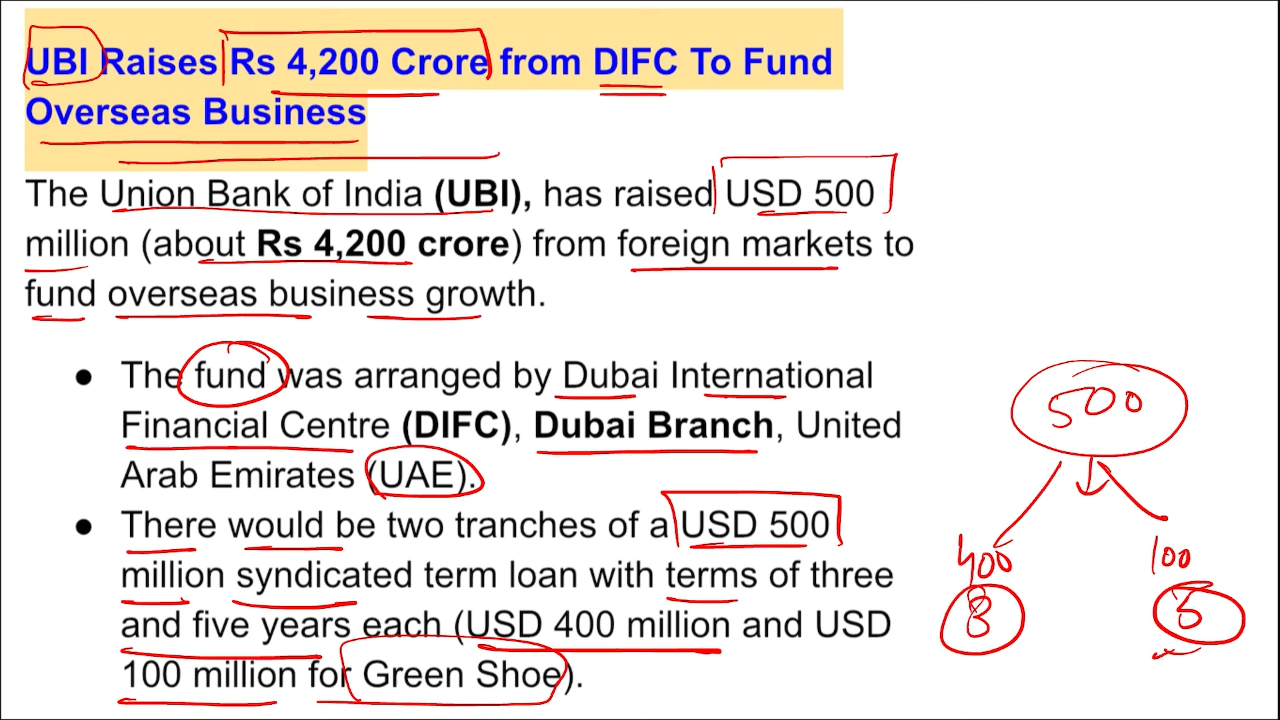 UBI Raises Rs 4,200 Crore from DIFC To Fund
Overseas Business
The Union Bank of India (UBI), has raised USD 500
million (about Rs 4,200 crore) from foreign markets to
fund overseas business growth.
● The fund was arranged by Dubai International
Financial Centre (DIFC), Dubai Branch, United
Arab Emirates (UAE).
● There would be two tranches of a USD 500
million syndicated term loan with terms of three
and five years each (USD 400 million and USD
100 million for Green Shoe).
500
400 100
3 5